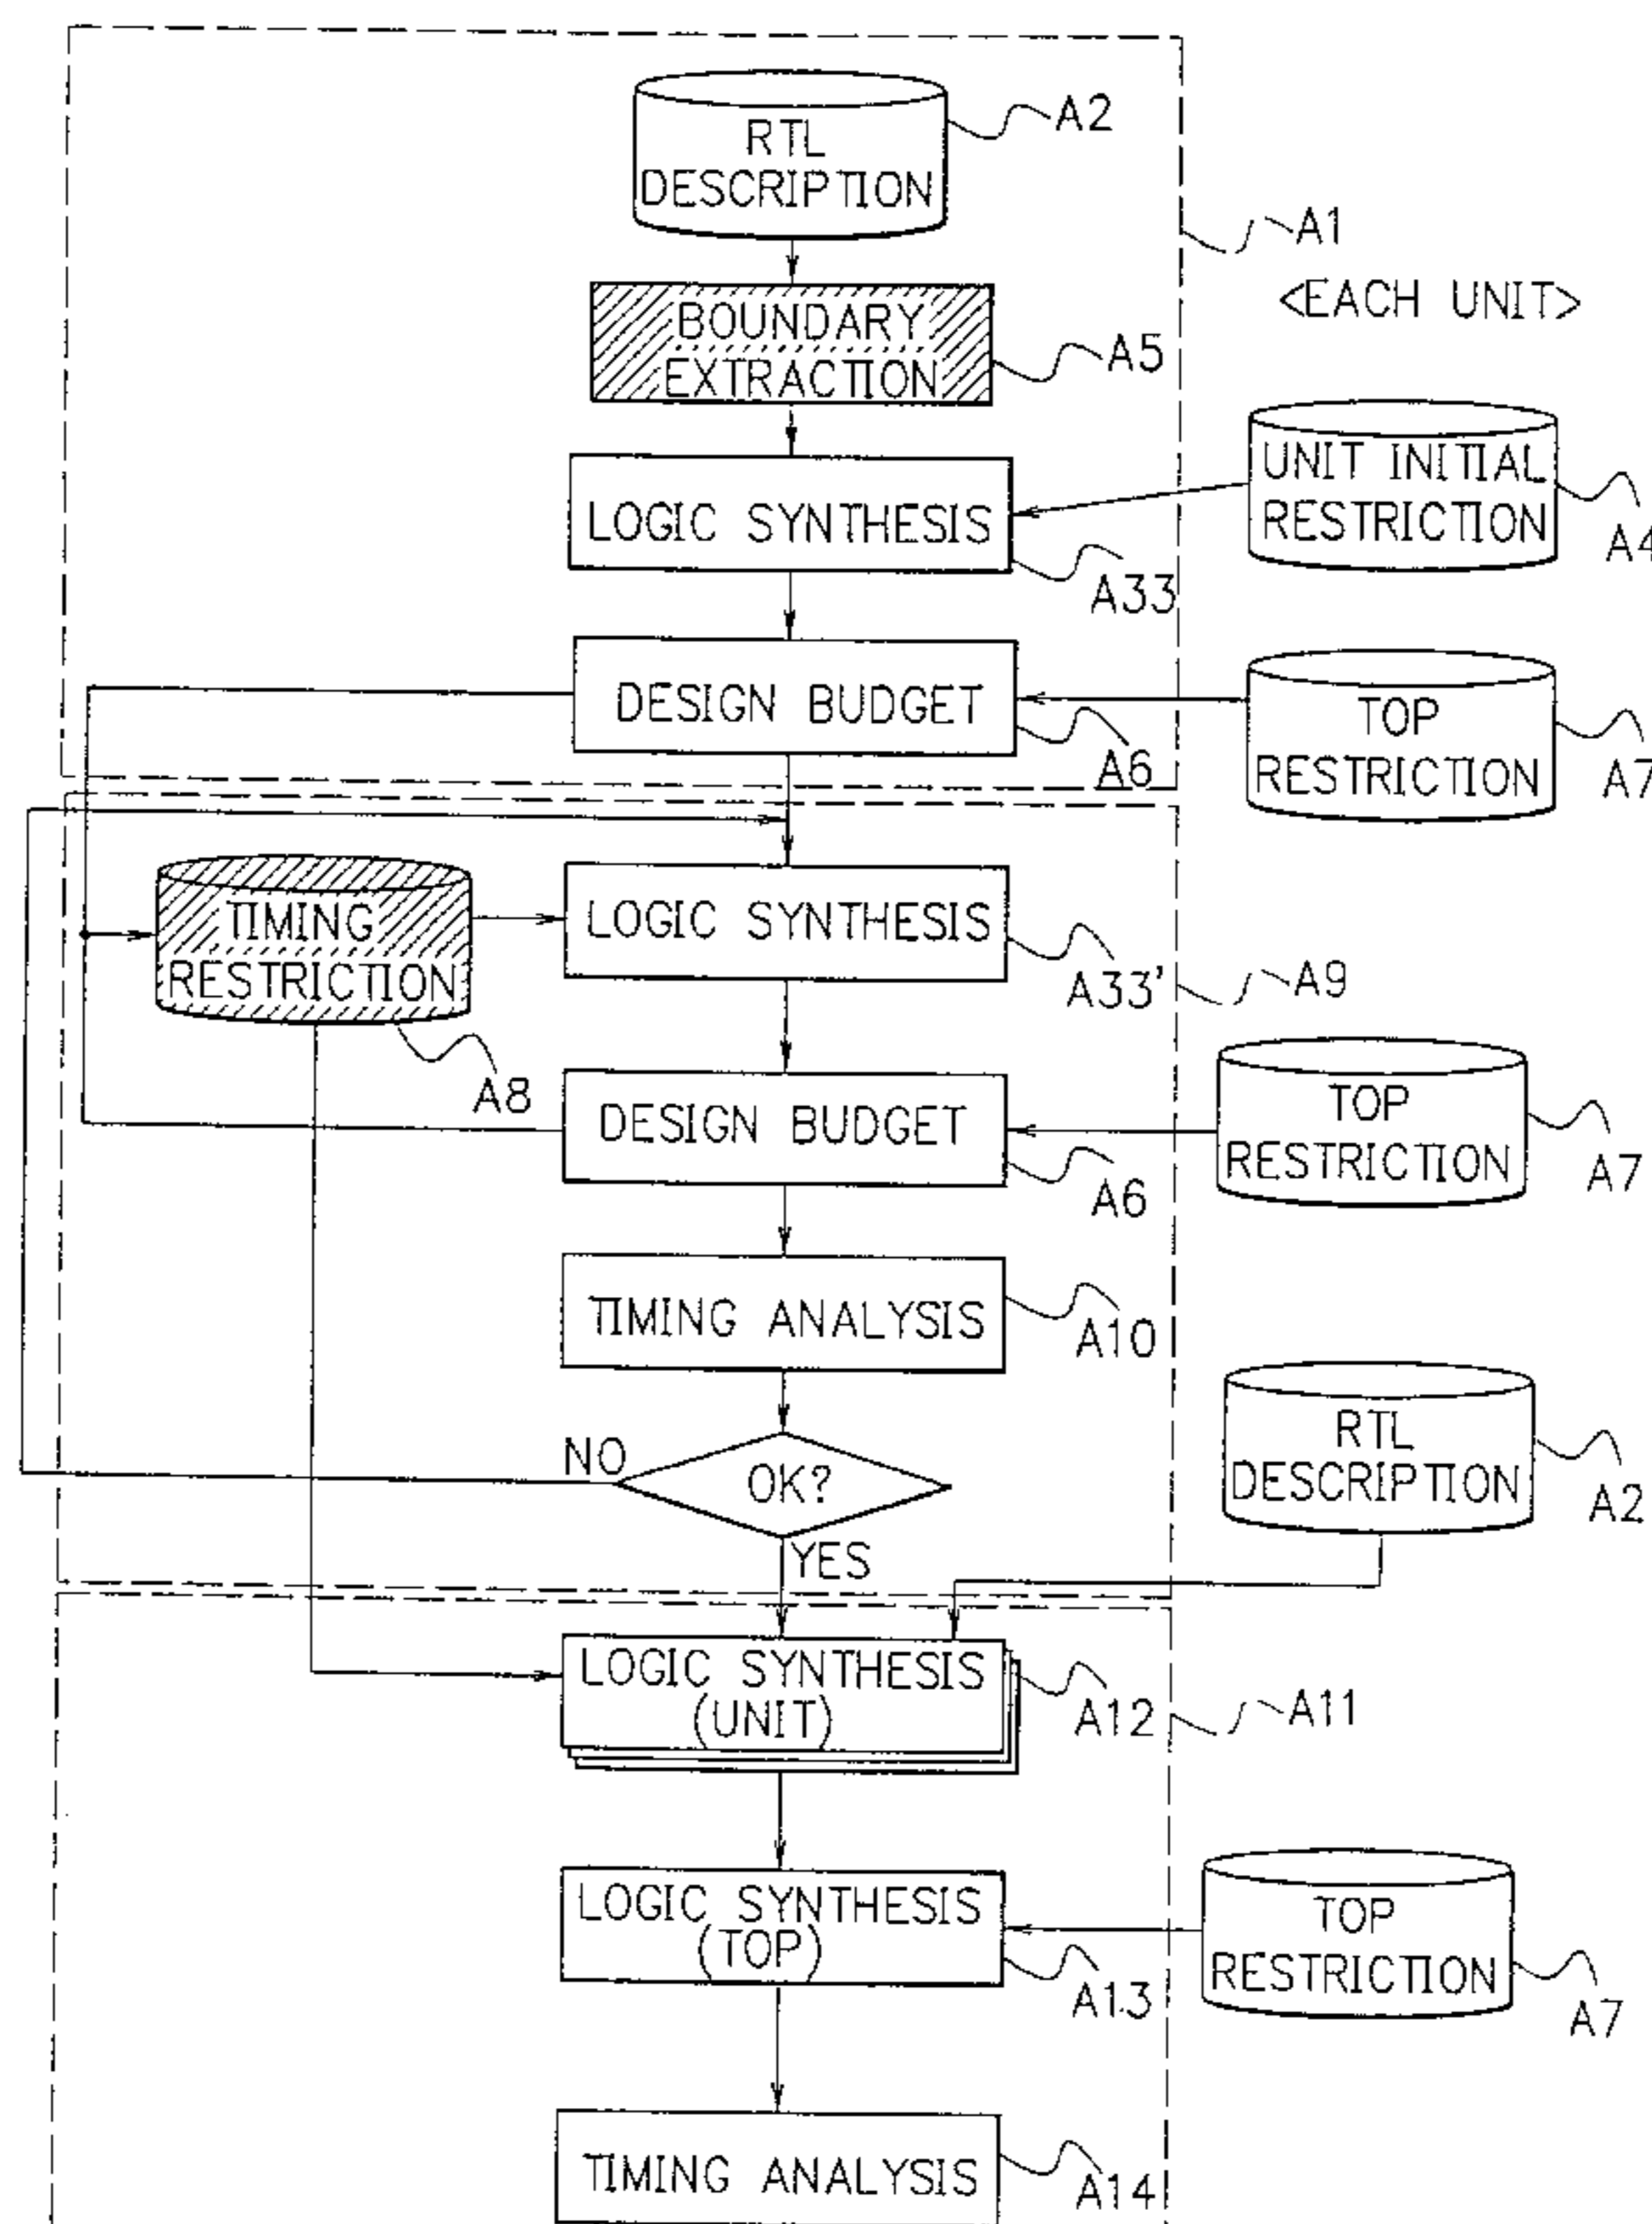 RTL
DESCRIPTION
A2
A1
<EACH UNIT>
BOUNDARY
EXTRACTION
A5
UNIT INITIAL
RESTRICTION
A4
LOGIC SYNTHESIS
A33
DESIGN BUDGET
A6
TOP
RESTRICTION
A7
TIMING
RESTRICTION
A8
LOGIC SYNTHESIS
A33'
A9
DESIGN BUDGET
A6
TOP
RESTRICTION
A7
TIMING ANALYSIS
A10
RTL
DESCRIPTION
A2
NO
OK?
YES
LOGIC SYNTHESIS
(UNIT)
A12
A11
LOGIC SYNTHESIS
(TOP)
A13
TOP
RESTRICTION
A7
TIMING ANALYSIS
A14